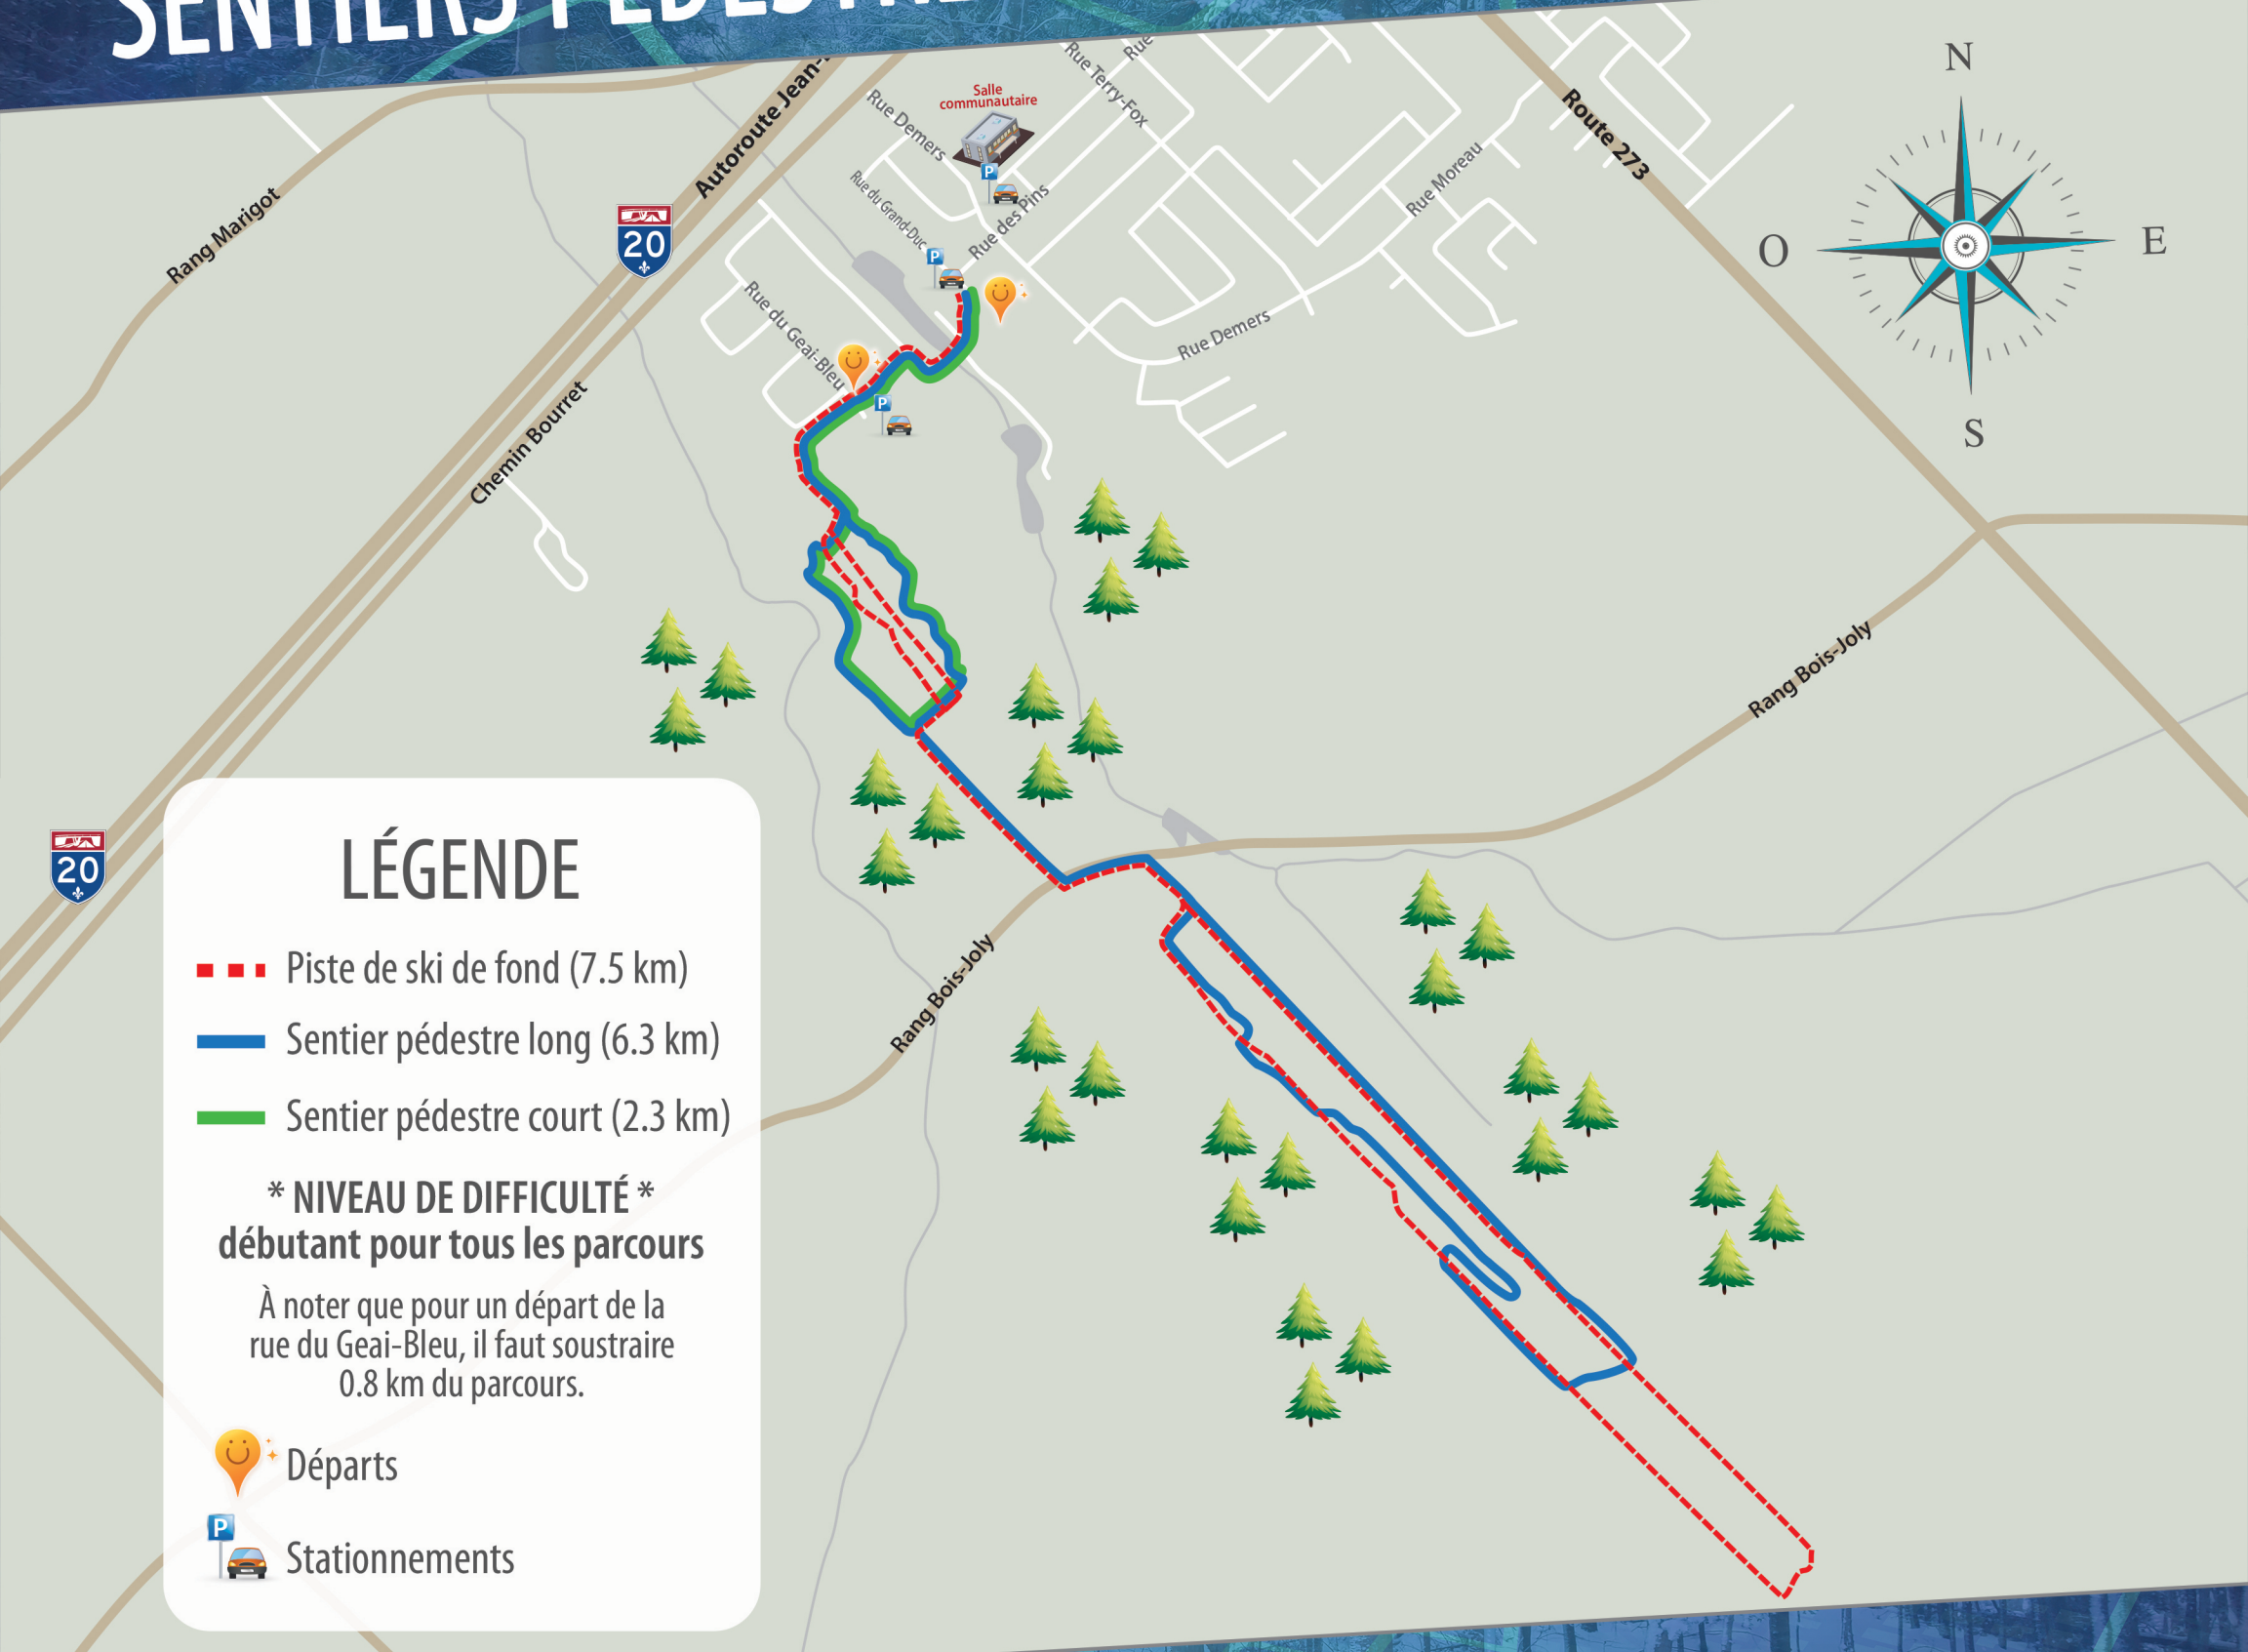 Autoroute Jean-
Rue Terry-Fox
Rue
Salle
communautaire
Rue Demers
P
Rue du Grand-Duc
Rue des Pins
P
Rue Moreau
Route 273
N
O
E
S
Rang Marigot
20
Rue du Geai-Bleu
P
Rue Demers
Chemin Bourret
Rang Bois-Joly
Rang Bois-Joly
20
LÉGENDE
Piste de ski de fond (7.5 km)
Sentier pédestre long (6.3 km)
Sentier pédestre court (2.3 km)
* NIVEAU DE DIFFICULTÉ *
débutant pour tous les parcours
À noter que pour un départ de la
rue du Geai-Bleu, il faut soustraire
0.8 km du parcours.
Départs
P
Stationnements